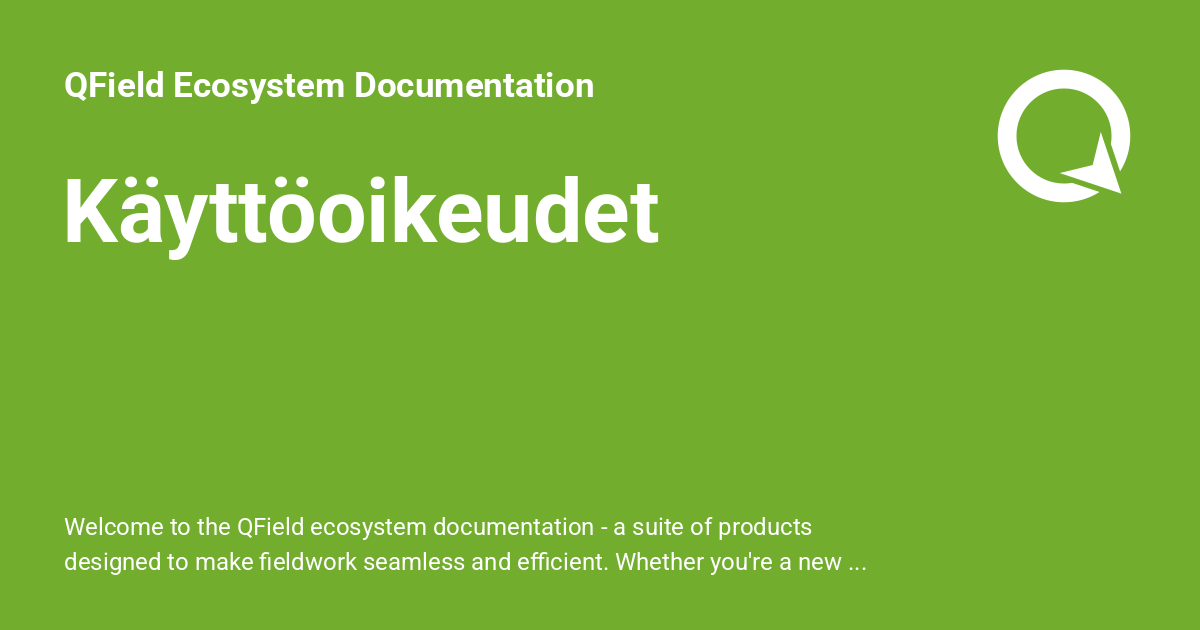 QField Ecosystem Documentation
Käyttöoikeudet
Welcome to the QField ecosystem documentation - a suite of products
designed to make fieldwork seamless and efficient. Whether you're a new ...